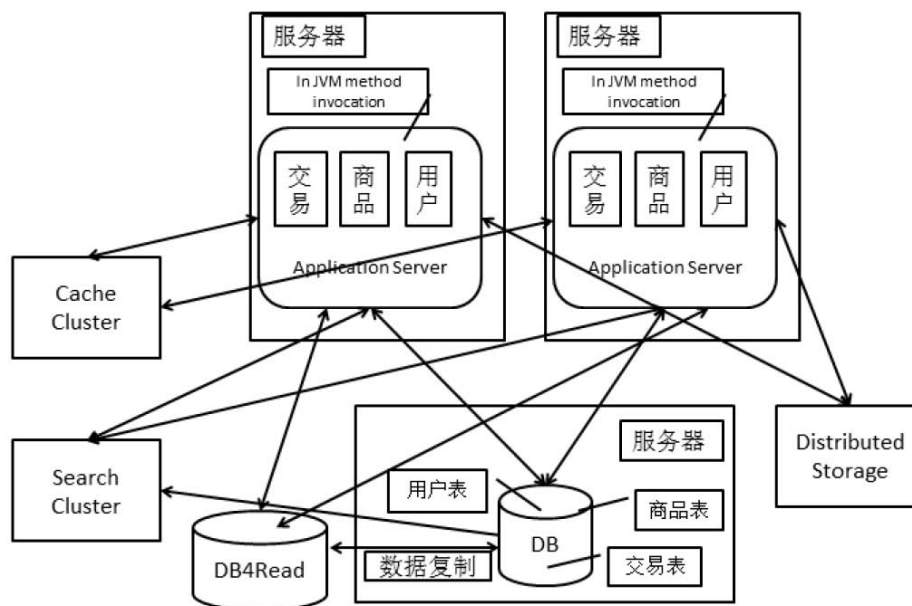 服务器
In JVM method
invocation
交易
商品
用户
Application Server
服务器
In JVM method
invocation
交易
商品
用户
Application Server
Cache
Cluster
Search
Cluster
服务器
用户表
商品表
DB
交易表
数据复制
DB4Read
Distributed
Storage